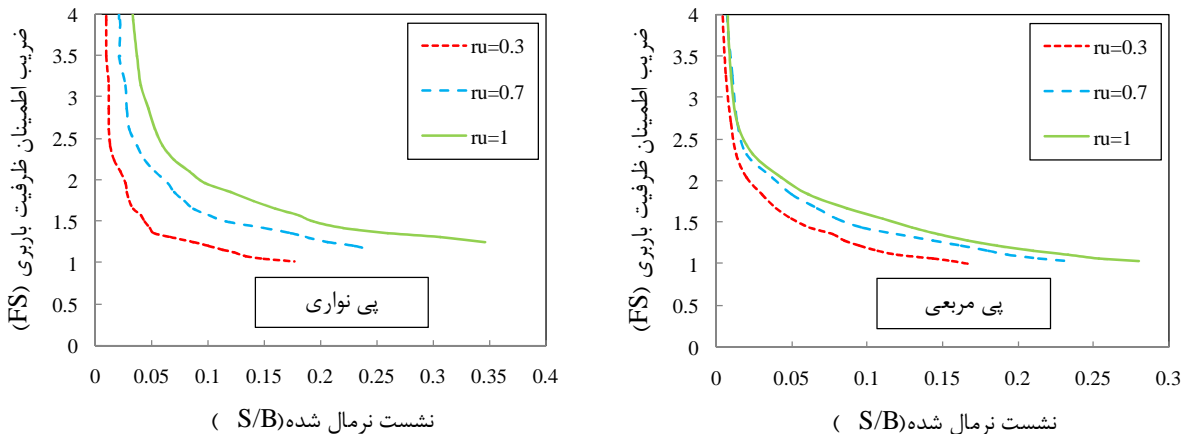 ضریب اطمینان ظرفیت باربری (FS)
4
3.5
3
2.5
2
1.5
1
0.5
0
ru=0.3
ru=0.7
ru=1
پی نواری
0
0.05
0.1
0.15
0.2
0.25
0.3
0.35
0.4
نشست نرمال شده(S/B )
ضریب اطمینان ظرفیت باربری (FS)
4
3.5
3
2.5
2
1.5
1
0.5
0
ru=0.3
ru=0.7
ru=1
پی مربعی
0
0.05
0.1
0.15
0.2
0.25
0.3
نشست نرمال شده(S/B )